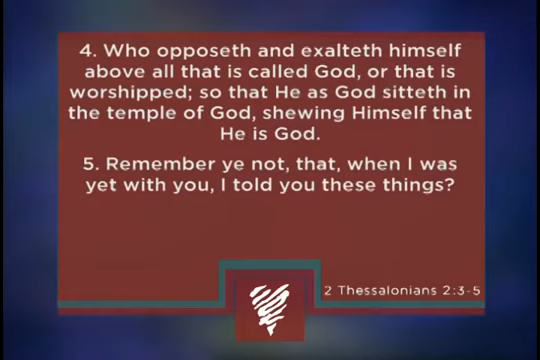 4. Who opposeth and exalteth himself
above all that is called God, or that is
worshipped; so that He as God sitteth in
the temple of God, shewing Himself that
He is God.
5. Remember ye not, that, when I was
yet with you, I told you these things?
2 Thessalonians 2:3-5